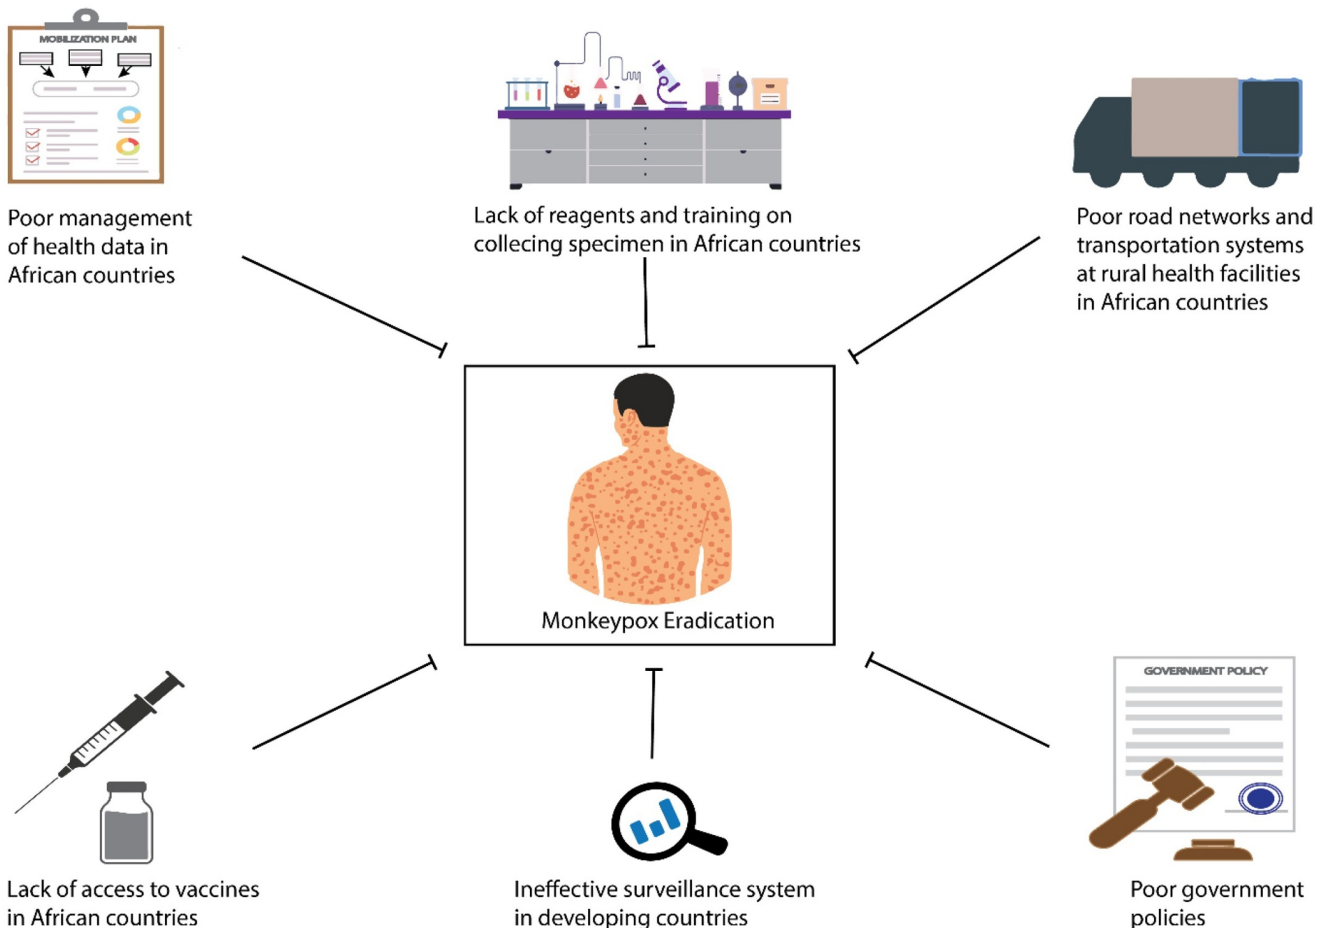 MOBILIZATION PLAN
Poor management
of health data in
African countries
Lack of reagents and training on
collecing specimen in African countries
Poor road networks and
transportation systems
at rural health facilities
in African countries
Monkeypox Eradication
Lack of access to vaccines
in African countries
Ineffective surveillance system
in developing countries
GOVERNMENT POLICY
Poor government
policies